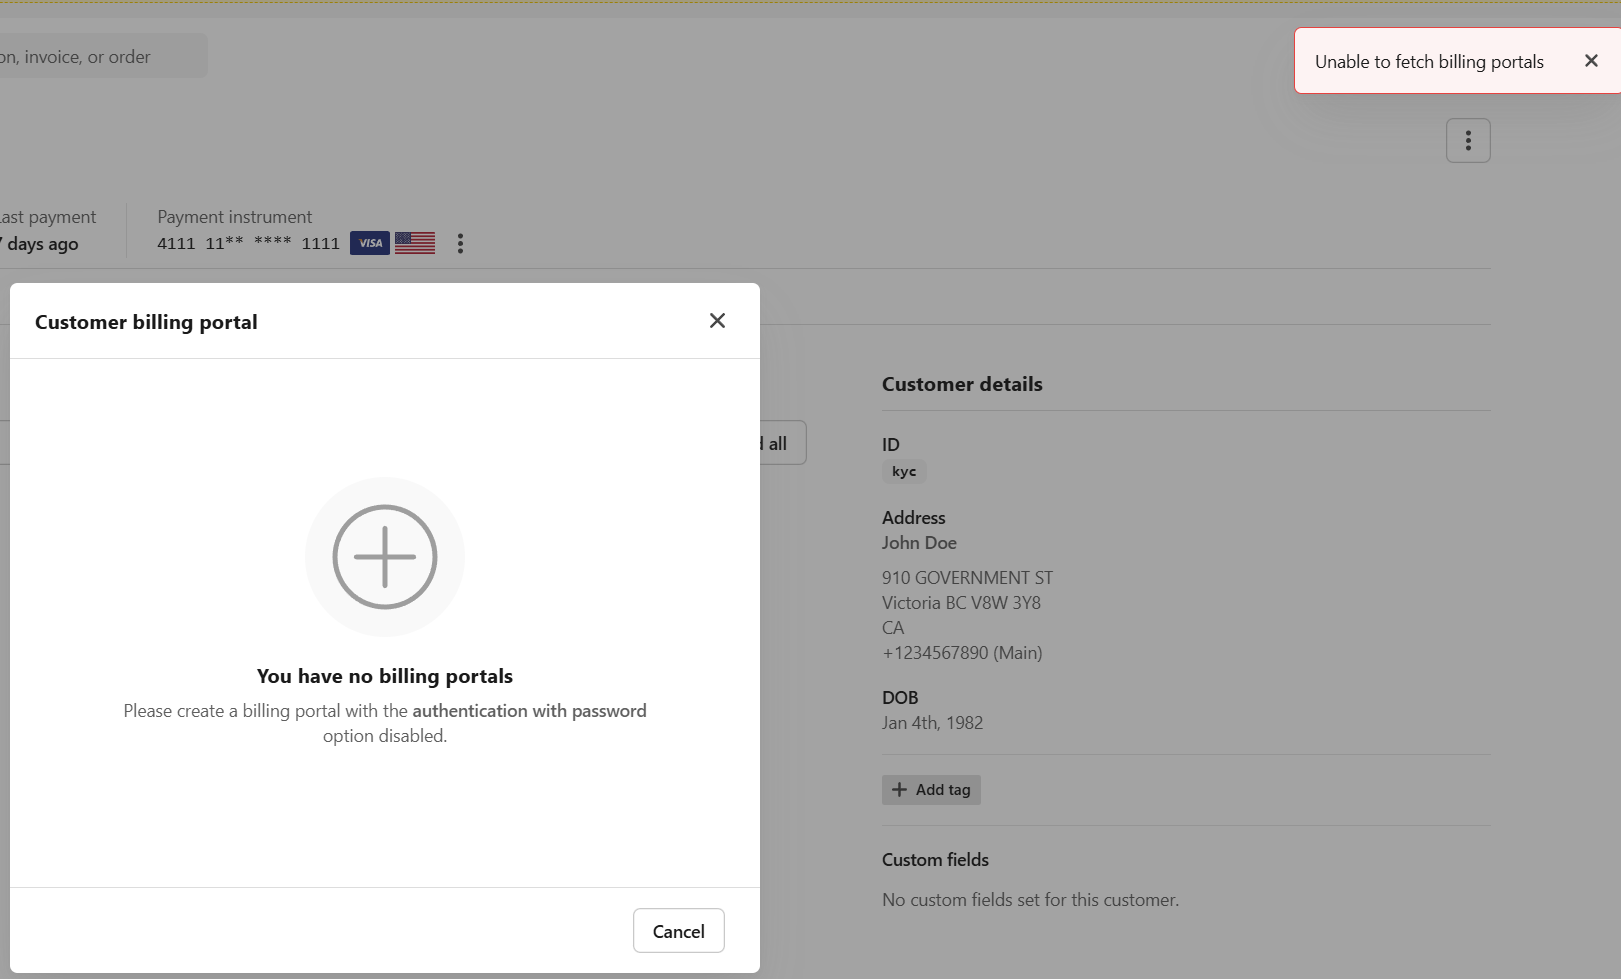 on, invoice, or order
Unable to fetch billing portals
Last payment
7 days ago
Payment instrument
4111 11** **** 1111 VISA
Customer billing portal
You have no billing portals
Please create a billing portal with the authentication with password
option disabled.
Cancel
all
Customer details
ID
kyc
Address
John Doe
910 GOVERNMENT ST
Victoria BC V8W 3Y8
CA
+1234567890 (Main)
DOB
Jan 4th, 1982
Add tag
Custom fields
No custom fields set for this customer.